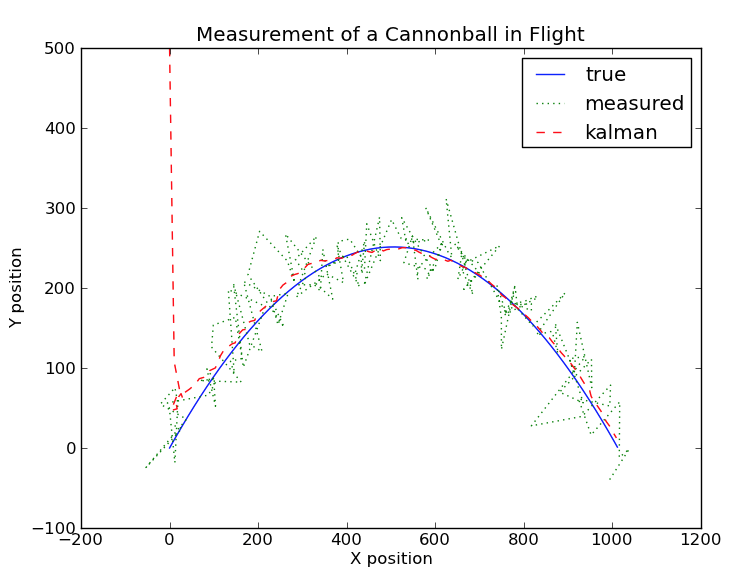 Measurement of a Cannonball in Flight
true
measured
kalman
500
400
300
200
100
0
−100
Y position
−200
0
200
400
600
800
1000
1200
X position